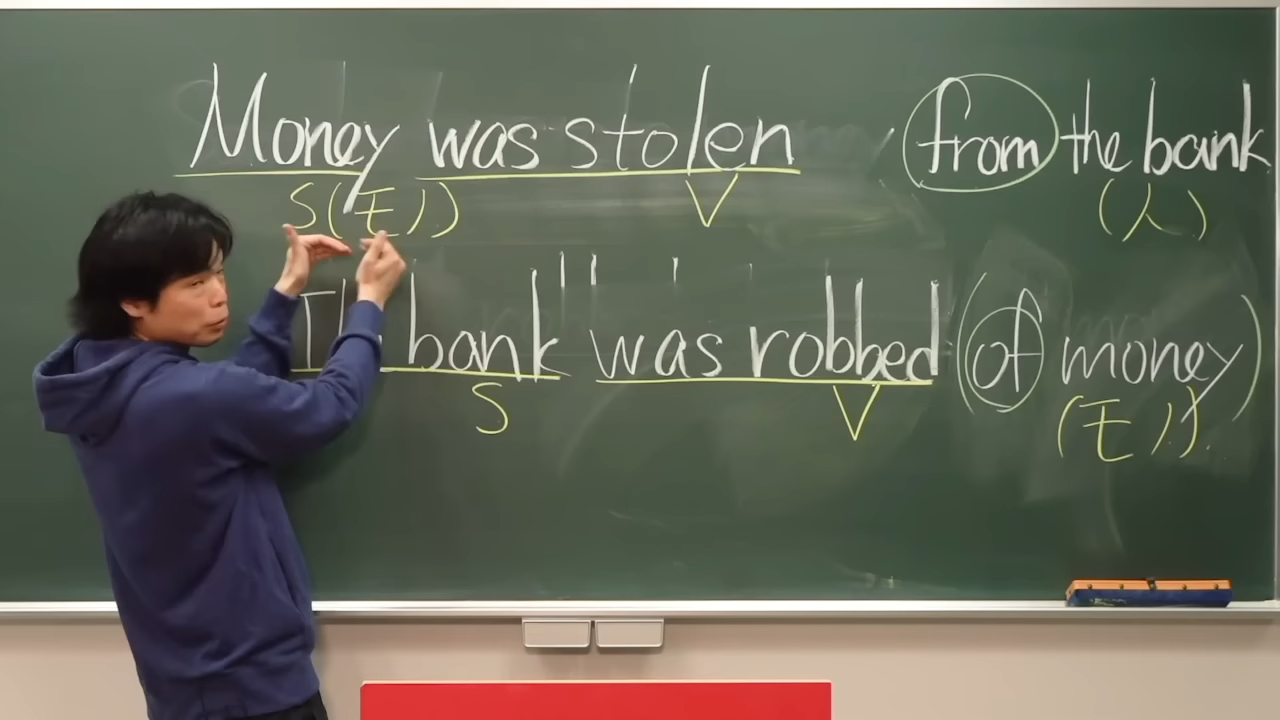 Money was stolen from the bank
S(モノ) V (人)
The bank was robbed (of money)
S V (モノ)